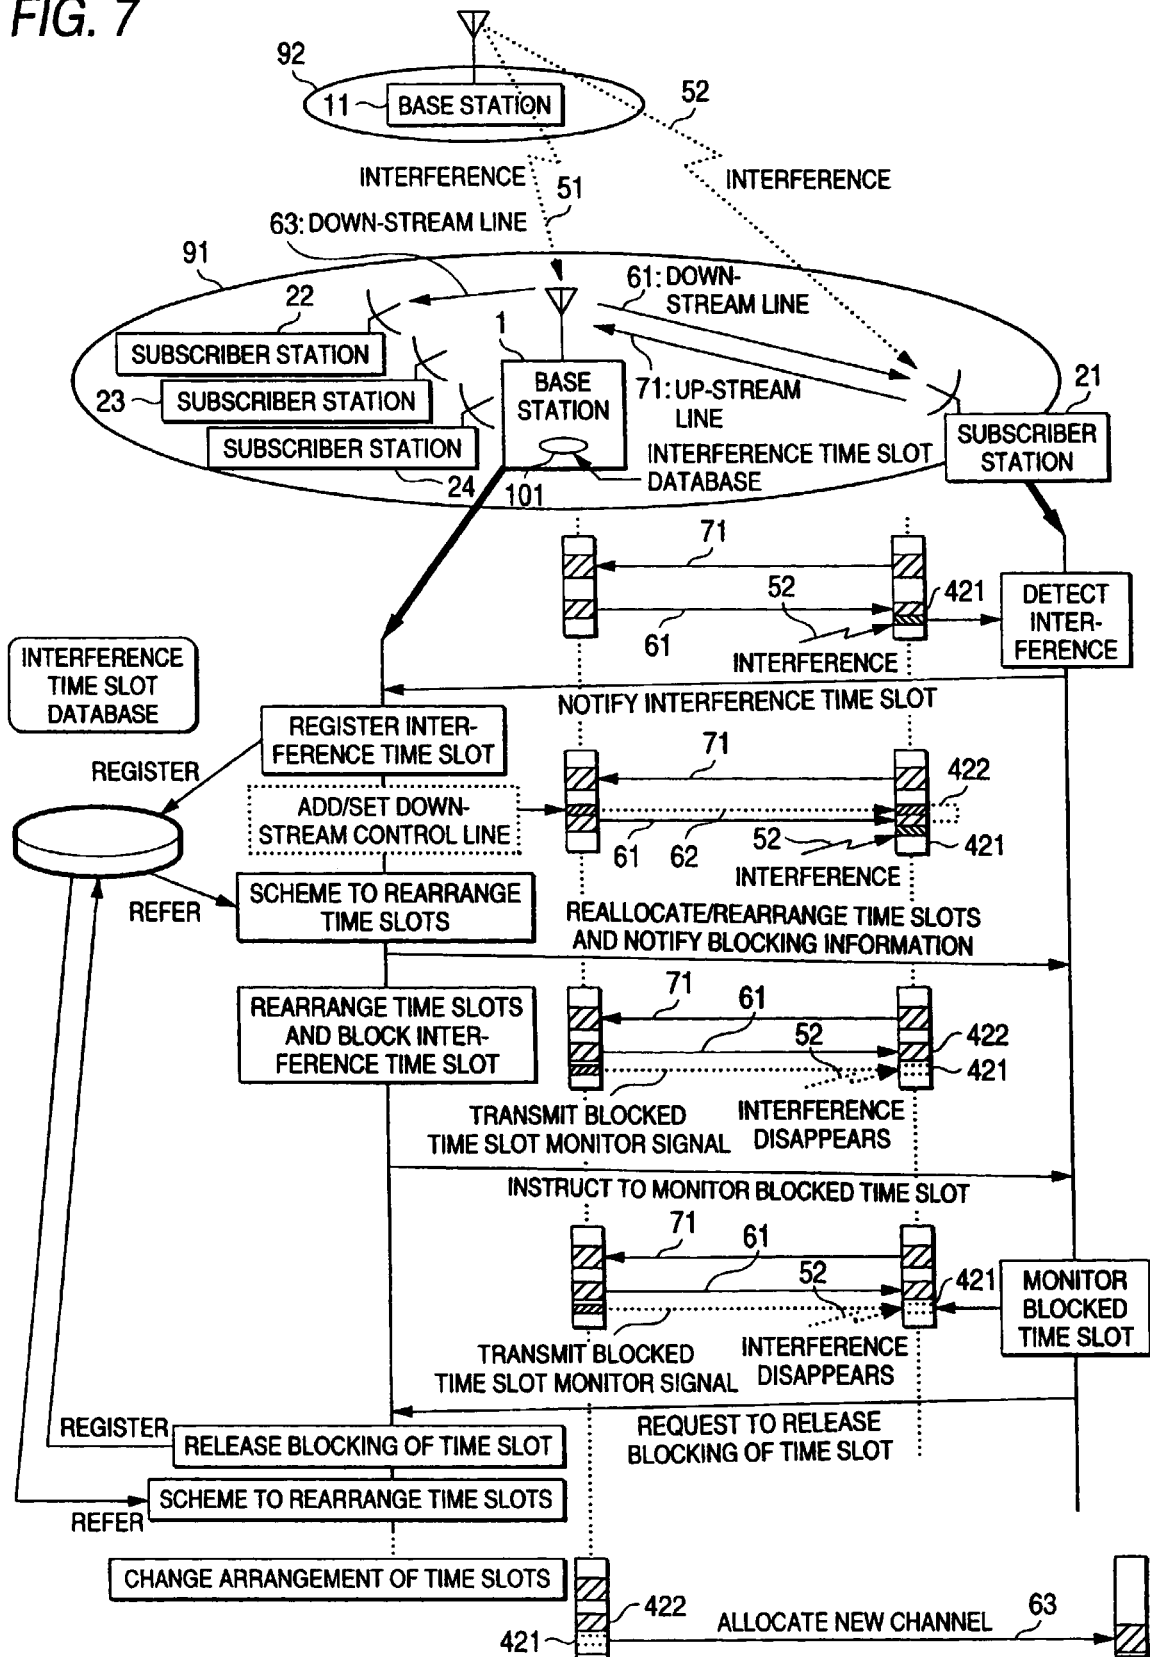 FIG. 7
92
11
BASE STATION
52
INTERFERENCE
INTERFERENCE
51
63: DOWN-STREAM LINE
91
61: DOWN-
STREAM LINE
22
SUBSCRIBER STATION
1
BASE
STATION
71: UP-STREAM
LINE
21
23
SUBSCRIBER STATION
SUBSCRIBER STATION
24
101
INTERFERENCE TIME SLOT
DATABASE
SUBSCRIBER
STATION
71
52
421
61
INTERFERENCE
DETECT
INTER-
FERENCE
INTERFERENCE
TIME SLOT
DATABASE
NOTIFY INTERFERENCE TIME SLOT
REGISTER INTER-
FERENCE TIME SLOT
REGISTER
71
422
ADD/SET DOWN-
STREAM CONTROL LINE
61
62
52
421
INTERFERENCE
REFER
SCHEME TO REARRANGE
TIME SLOTS
REALLOCATE/REARRANGE TIME SLOTS
AND NOTIFY BLOCKING INFORMATION
REARRANGE TIME SLOTS
AND BLOCK INTER-
FERENCE TIME SLOT
71
61
52
422
421
TRANSMIT BLOCKED
TIME SLOT MONITOR SIGNAL
INTERFERENCE
DISAPPEARS
INSTRUCT TO MONITOR BLOCKED TIME SLOT
71
61
52
421
MONITOR
BLOCKED
TIME SLOT
TRANSMIT BLOCKED
TIME SLOT MONITOR SIGNAL
INTERFERENCE
DISAPPEARS
REGISTER
RELEASE BLOCKING OF TIME SLOT
REQUEST TO RELEASE
BLOCKING OF TIME SLOT
SCHEME TO REARRANGE TIME SLOTS
REFER
CHANGE ARRANGEMENT OF TIME SLOTS
422
421
ALLOCATE NEW CHANNEL
63